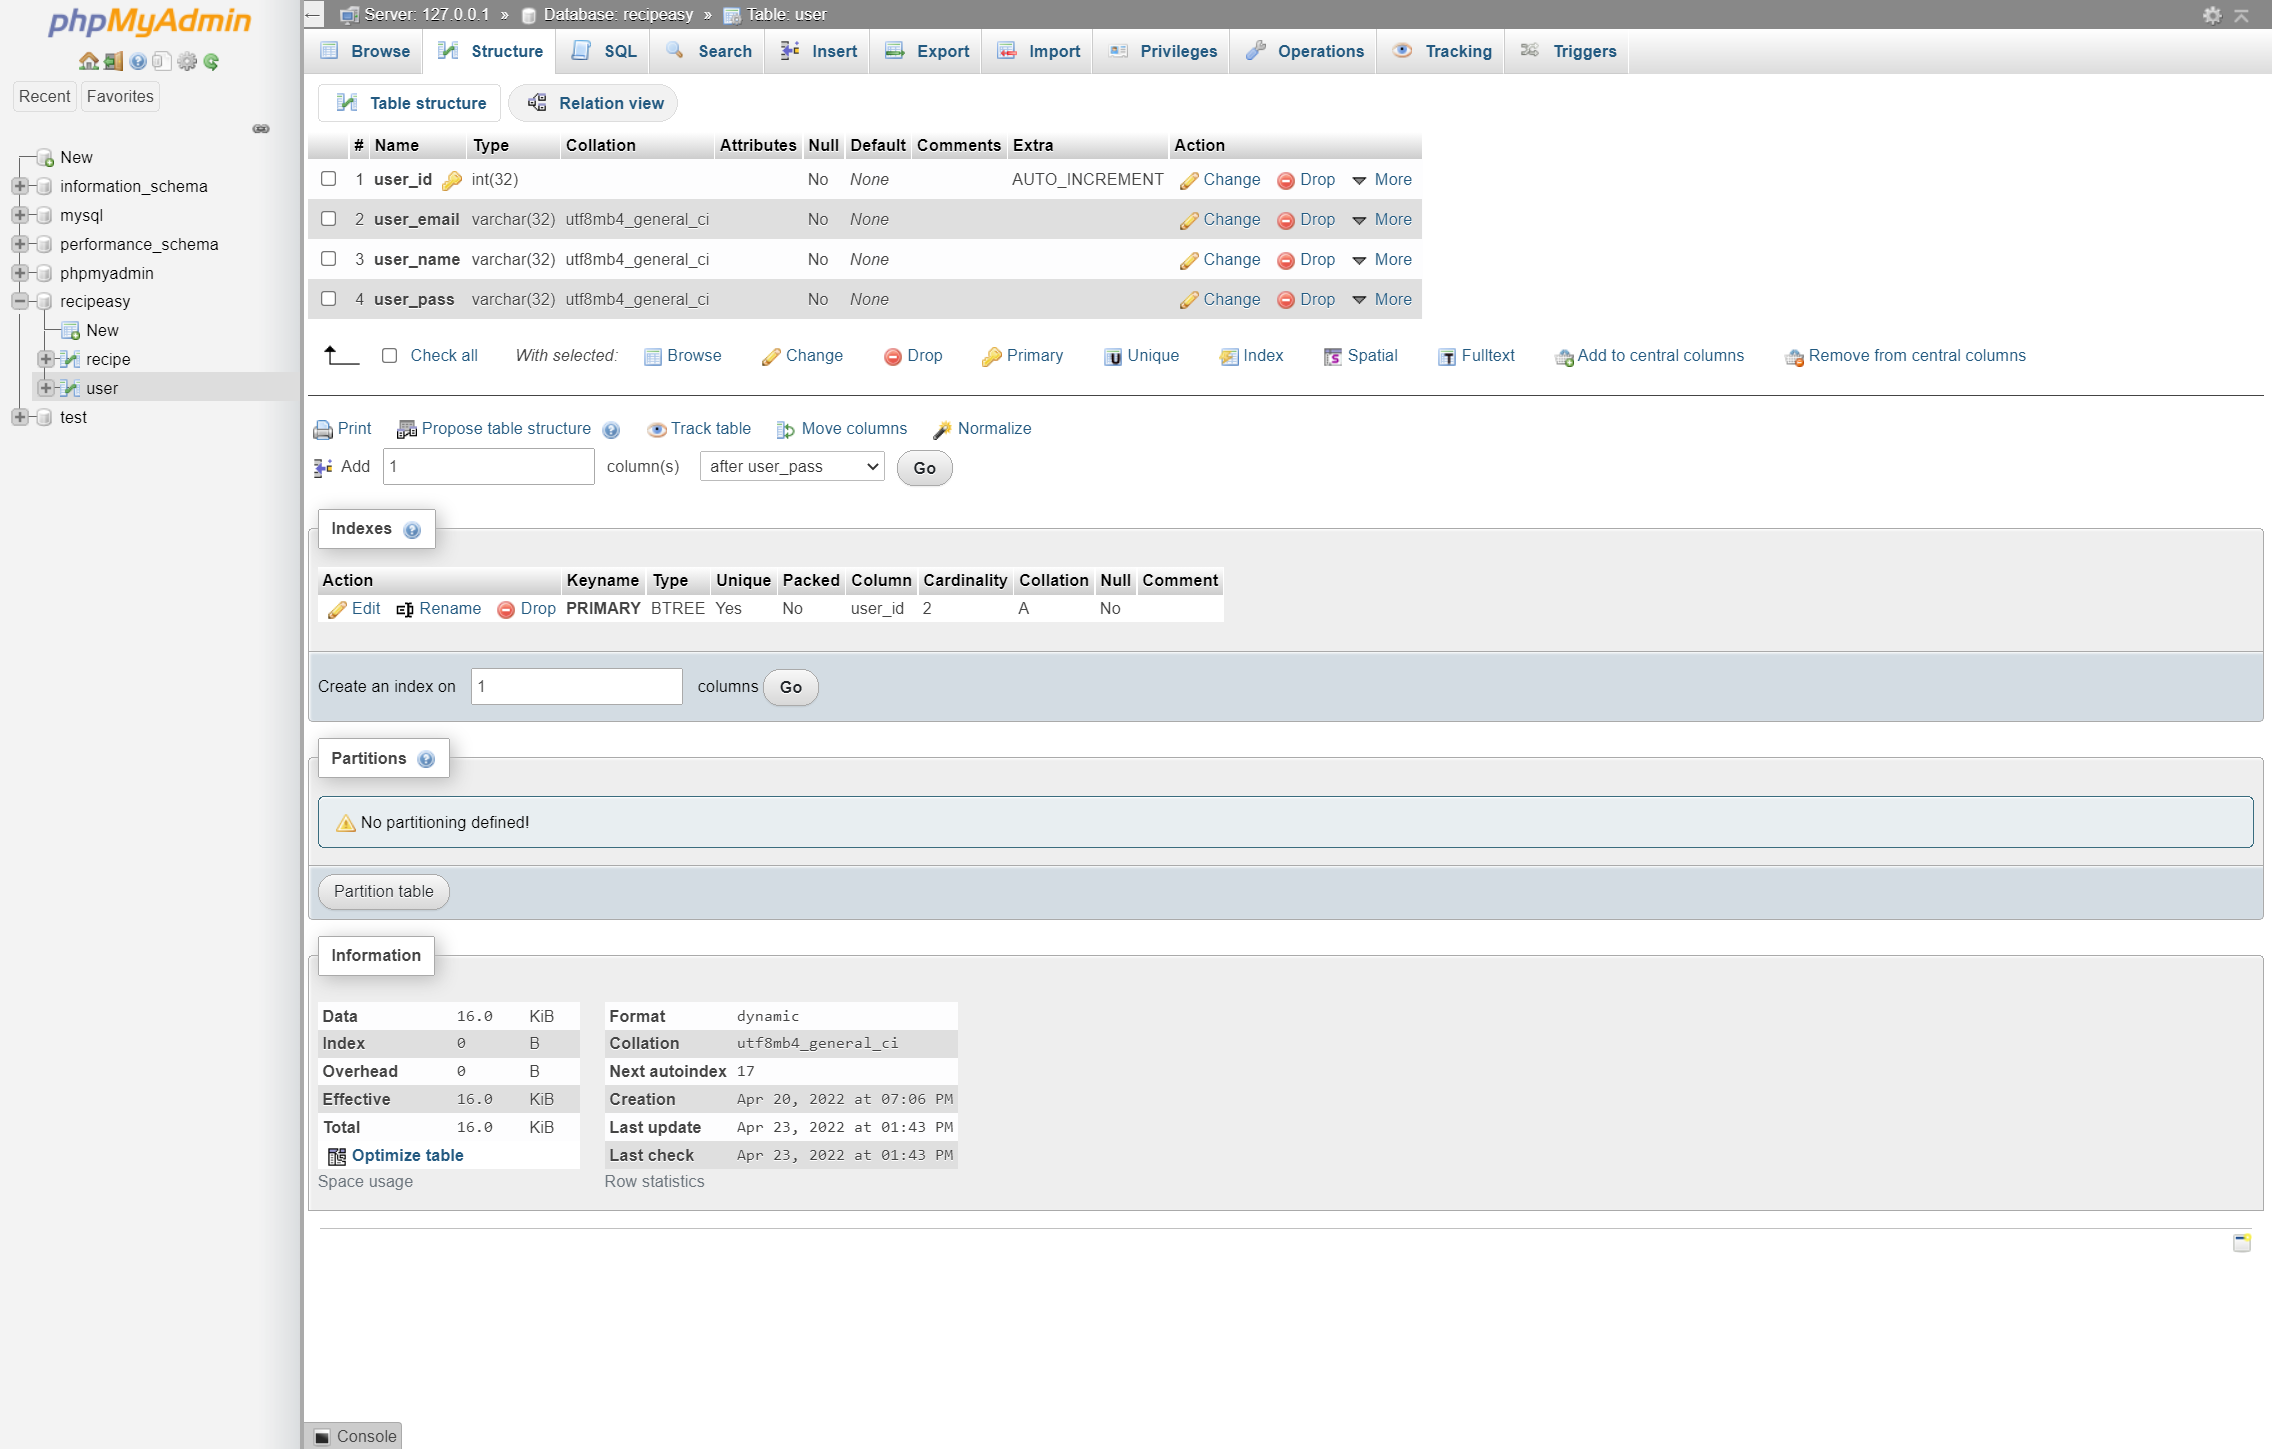 phpMyAdmin
Recent Favorites
New
information_schema
mysql
performance_schema
phpmyadmin
recipeasy
New
recipe
user
test
Server: 127.0.0.1 » Database: recipeasy » Table: user
Browse Structure SQL Search Insert Export Import Privileges Operations Tracking Triggers
Table structure Relation view
# Name Type Collation Attributes Null Default Comments Extra Action
1 user_id int(32) No None AUTO_INCREMENT Change Drop More
2 user_email varchar(32) utf8mb4_general_ci No None Change Drop More
3 user_name varchar(32) utf8mb4_general_ci No None Change Drop More
4 user_pass varchar(32) utf8mb4_general_ci No None Change Drop More
Check all With selected: Browse Change Drop Primary Unique Index Spatial Fulltext Add to central columns Remove from central columns
Print Propose table structure Track table Move columns Normalize
Add 1 column(s) after user_pass Go
Indexes
Action Keyname Type Unique Packed Column Cardinality Collation Null Comment
Edit Rename Drop PRIMARY BTREE Yes No user_id 2 A No
Create an index on 1 columns Go
Partitions
No partitioning defined!
Partition table
Information
Data 16.0 KiB
Index 0 B
Overhead 0 B
Effective 16.0 KiB
Total 16.0 KiB
Optimize table
Space usage
Format dynamic
Collation utf8mb4_general_ci
Next autoindex 17
Creation Apr 20, 2022 at 07:06 PM
Last update Apr 23, 2022 at 01:43 PM
Last check Apr 23, 2022 at 01:43 PM
Row statistics
Console